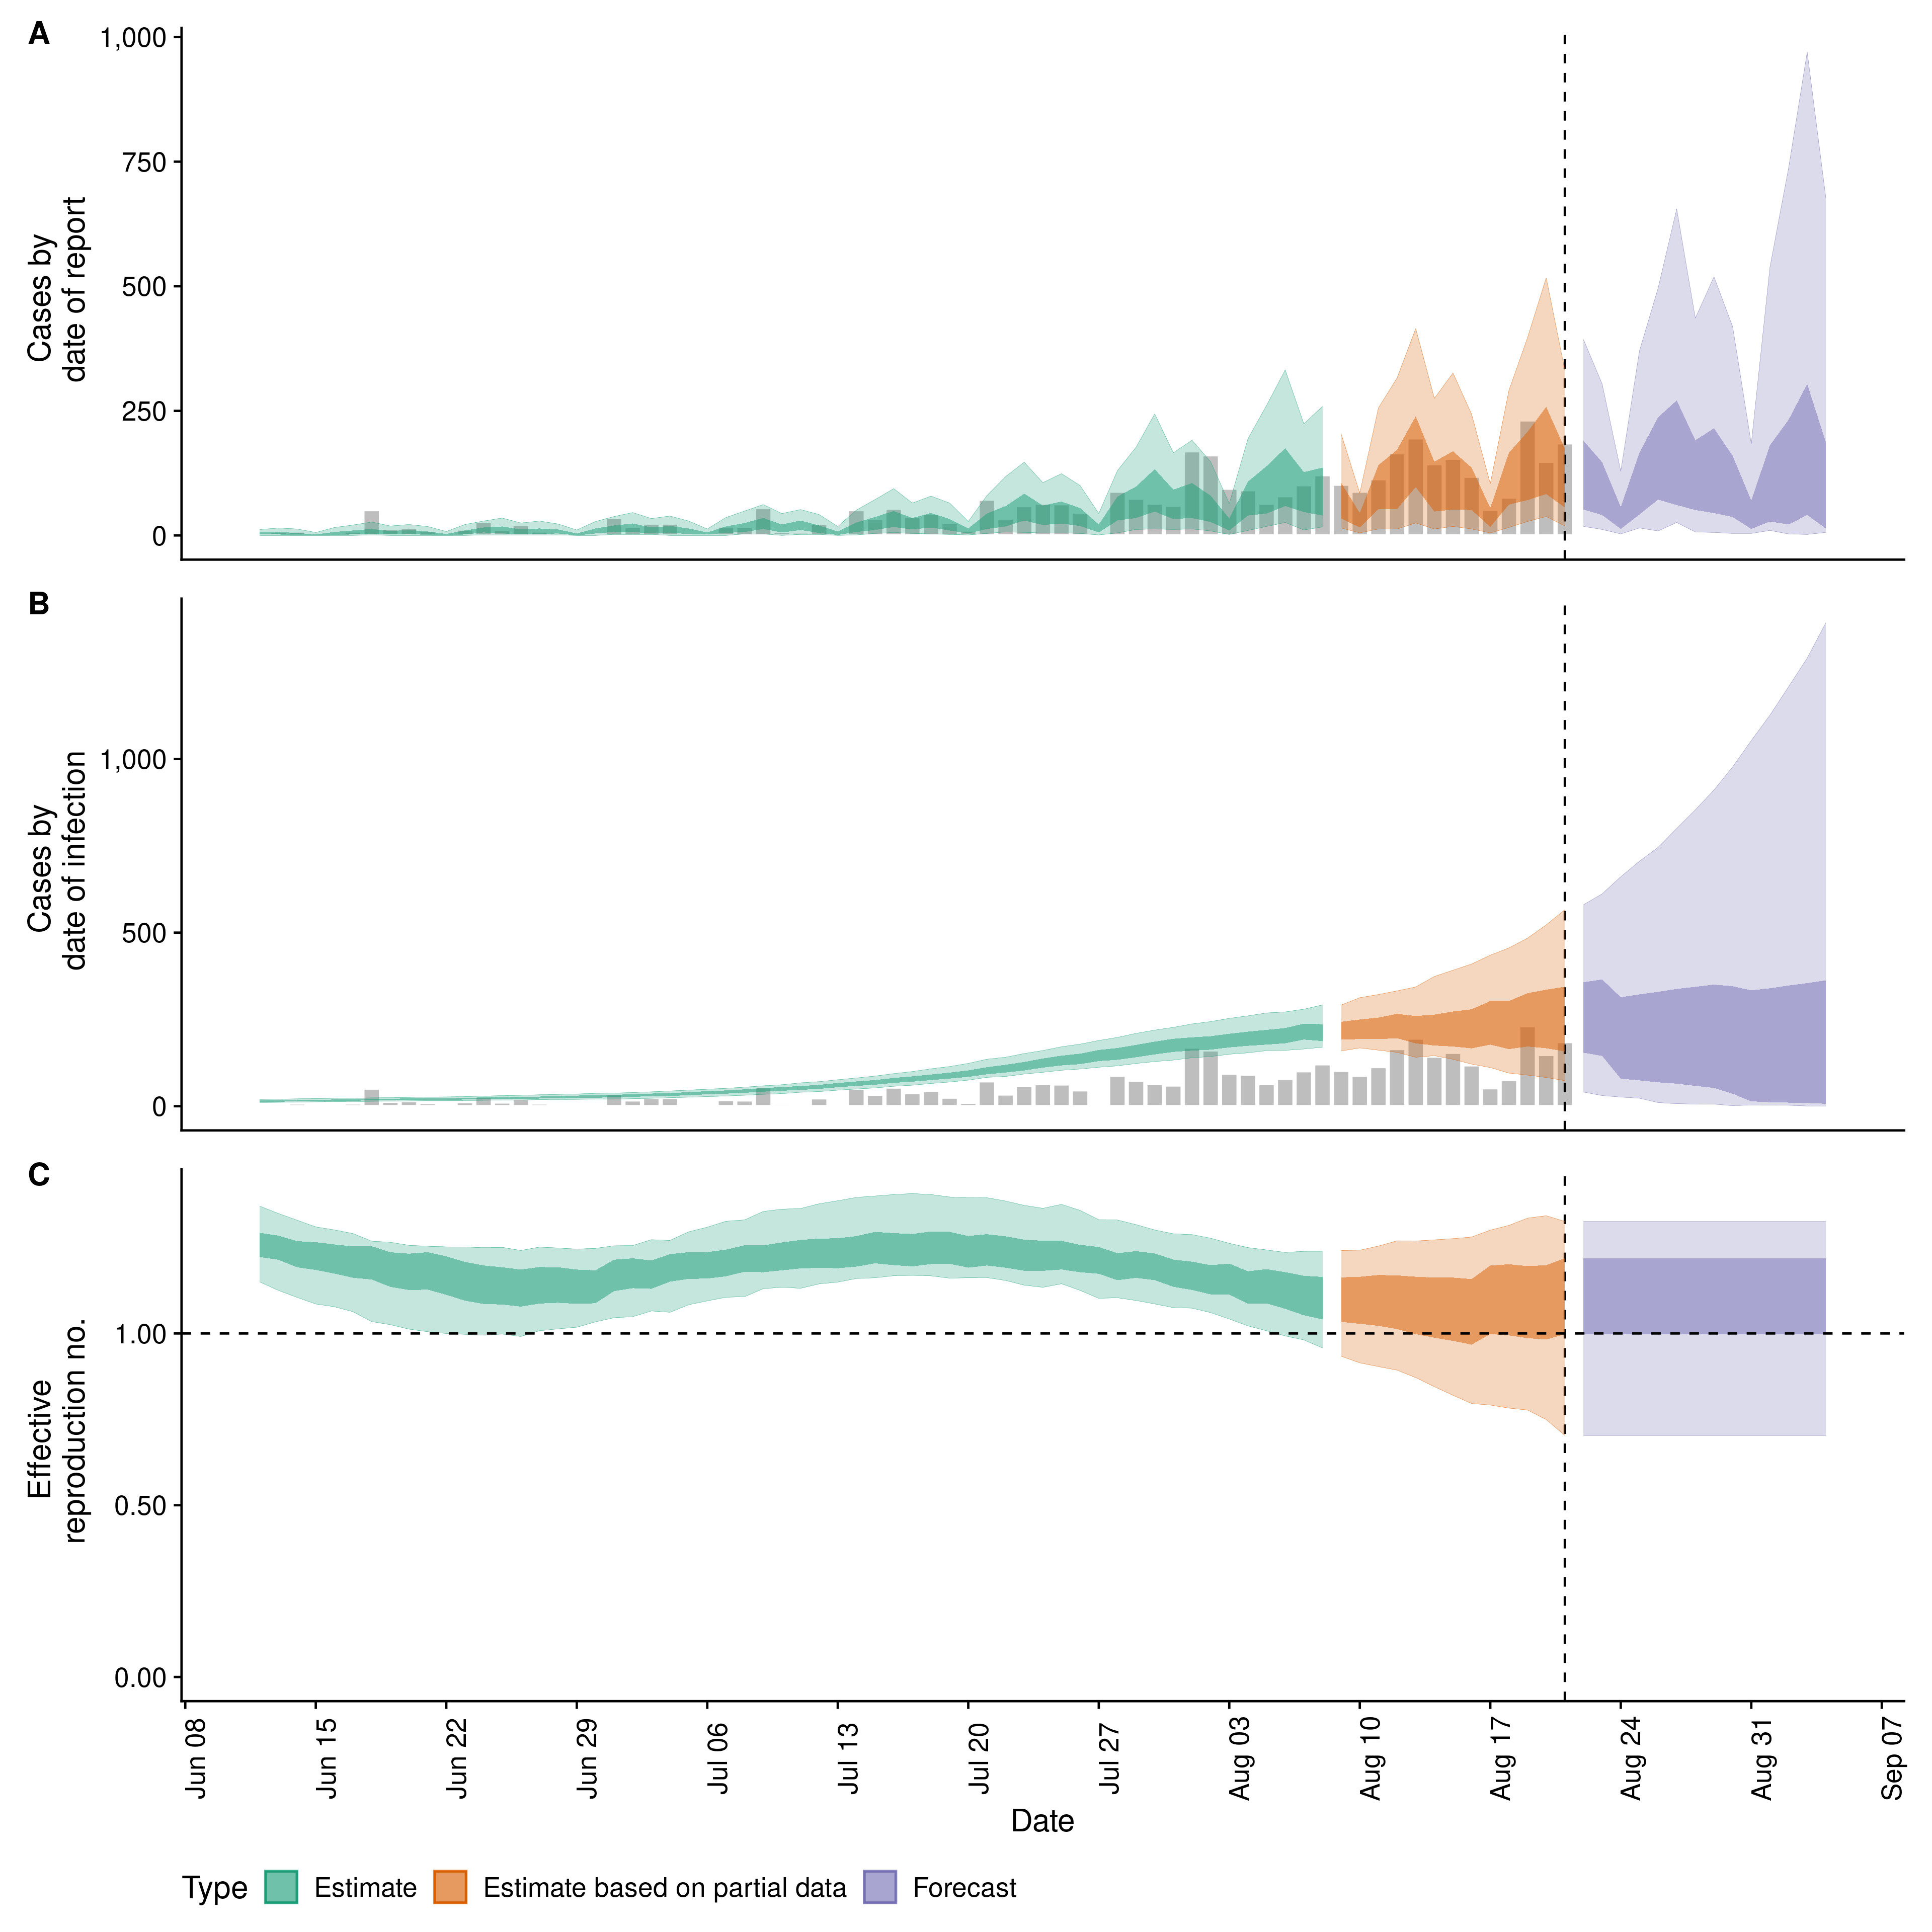 A
1,000
750
500
250
0
Cases by
date of report
B
1,000
500
0
Cases by
date of infection
C
1.00
0.50
0.00
Effective
reproduction no.
Jun 08
Jun 15
Jun 22
Jun 29
Jul 06
Jul 13
Jul 20
Jul 27
Aug 03
Aug 10
Aug 17
Aug 24
Aug 31
Sep 07
Date
Type Estimate Estimate based on partial data Forecast